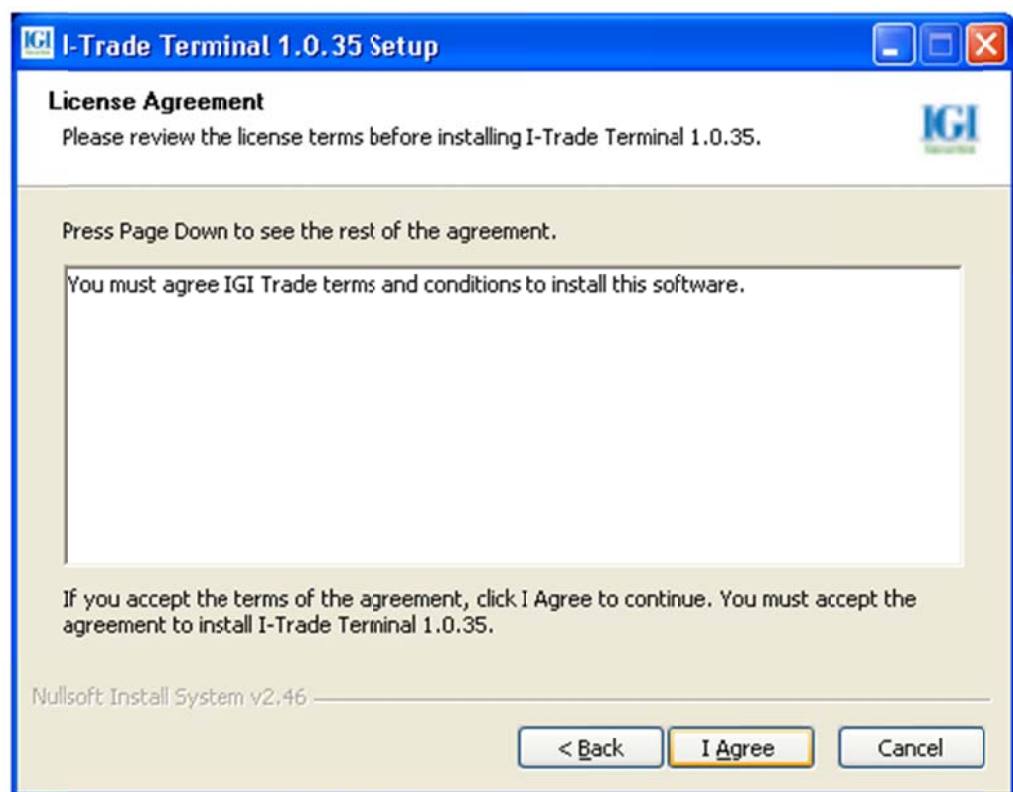 IGI
I-Trade Terminal 1.0.35 Setup
License Agreement
Please review the license terms before installing I-Trade Terminal 1.0.35.
IGI
Securities
Press Page Down to see the rest of the agreement.
You must agree IGI Trade terms and conditions to install this software.
If you accept the terms of the agreement, click I Agree to continue. You must accept the
agreement to install I-Trade Terminal 1.0.35.
Nullsoft Install System v2.46
< Back
I Agree
Cancel